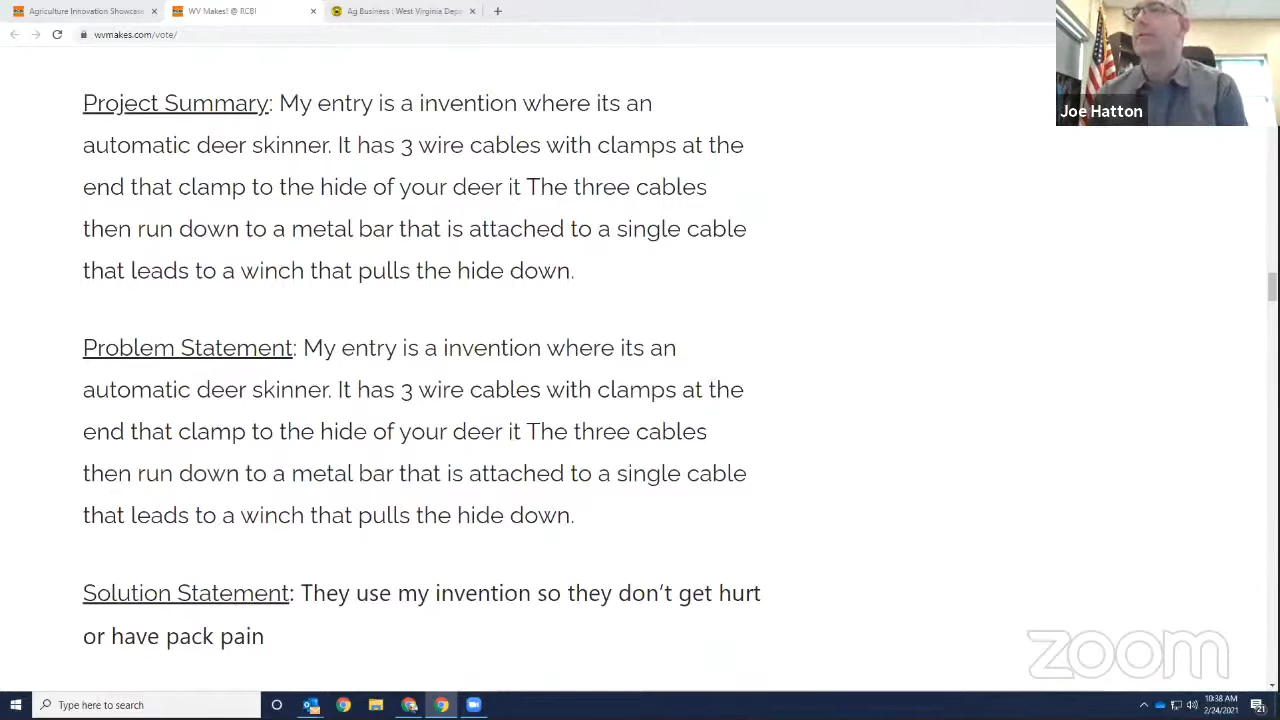 Agriculture Innovation Showcase
WV Makes! @ RCBI
Ag Business : West Virginia Depa
wvmakes.com/vote/
Joe Hatton
Project Summary: My entry is a invention where its an
automatic deer skinner. It has 3 wire cables with clamps at the
end that clamp to the hide of your deer it The three cables
then run down to a metal bar that is attached to a single cable
that leads to a winch that pulls the hide down.
Problem Statement: My entry is a invention where its an
automatic deer skinner. It has 3 wire cables with clamps at the
end that clamp to the hide of your deer it The three cables
then run down to a metal bar that is attached to a single cable
that leads to a winch that pulls the hide down.
Solution Statement: They use my invention so they don't get hurt
or have pack pain
zoom
Type here to search
10:38 AM
2/24/2021
21